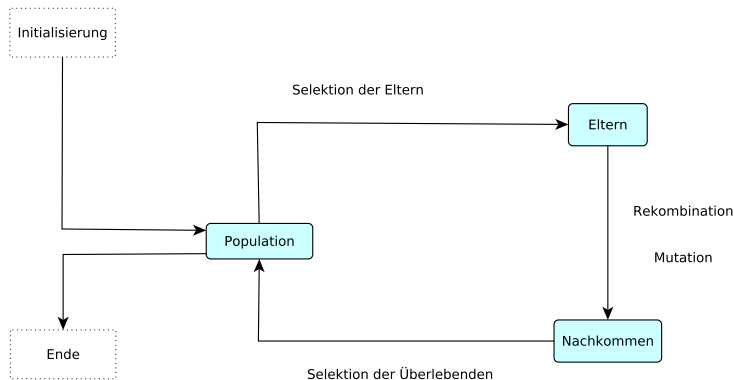 Initialisierung
Selektion der Eltern
Eltern
Rekombination
Population
Mutation
Nachkommen
Ende
Selektion der Überlebenden